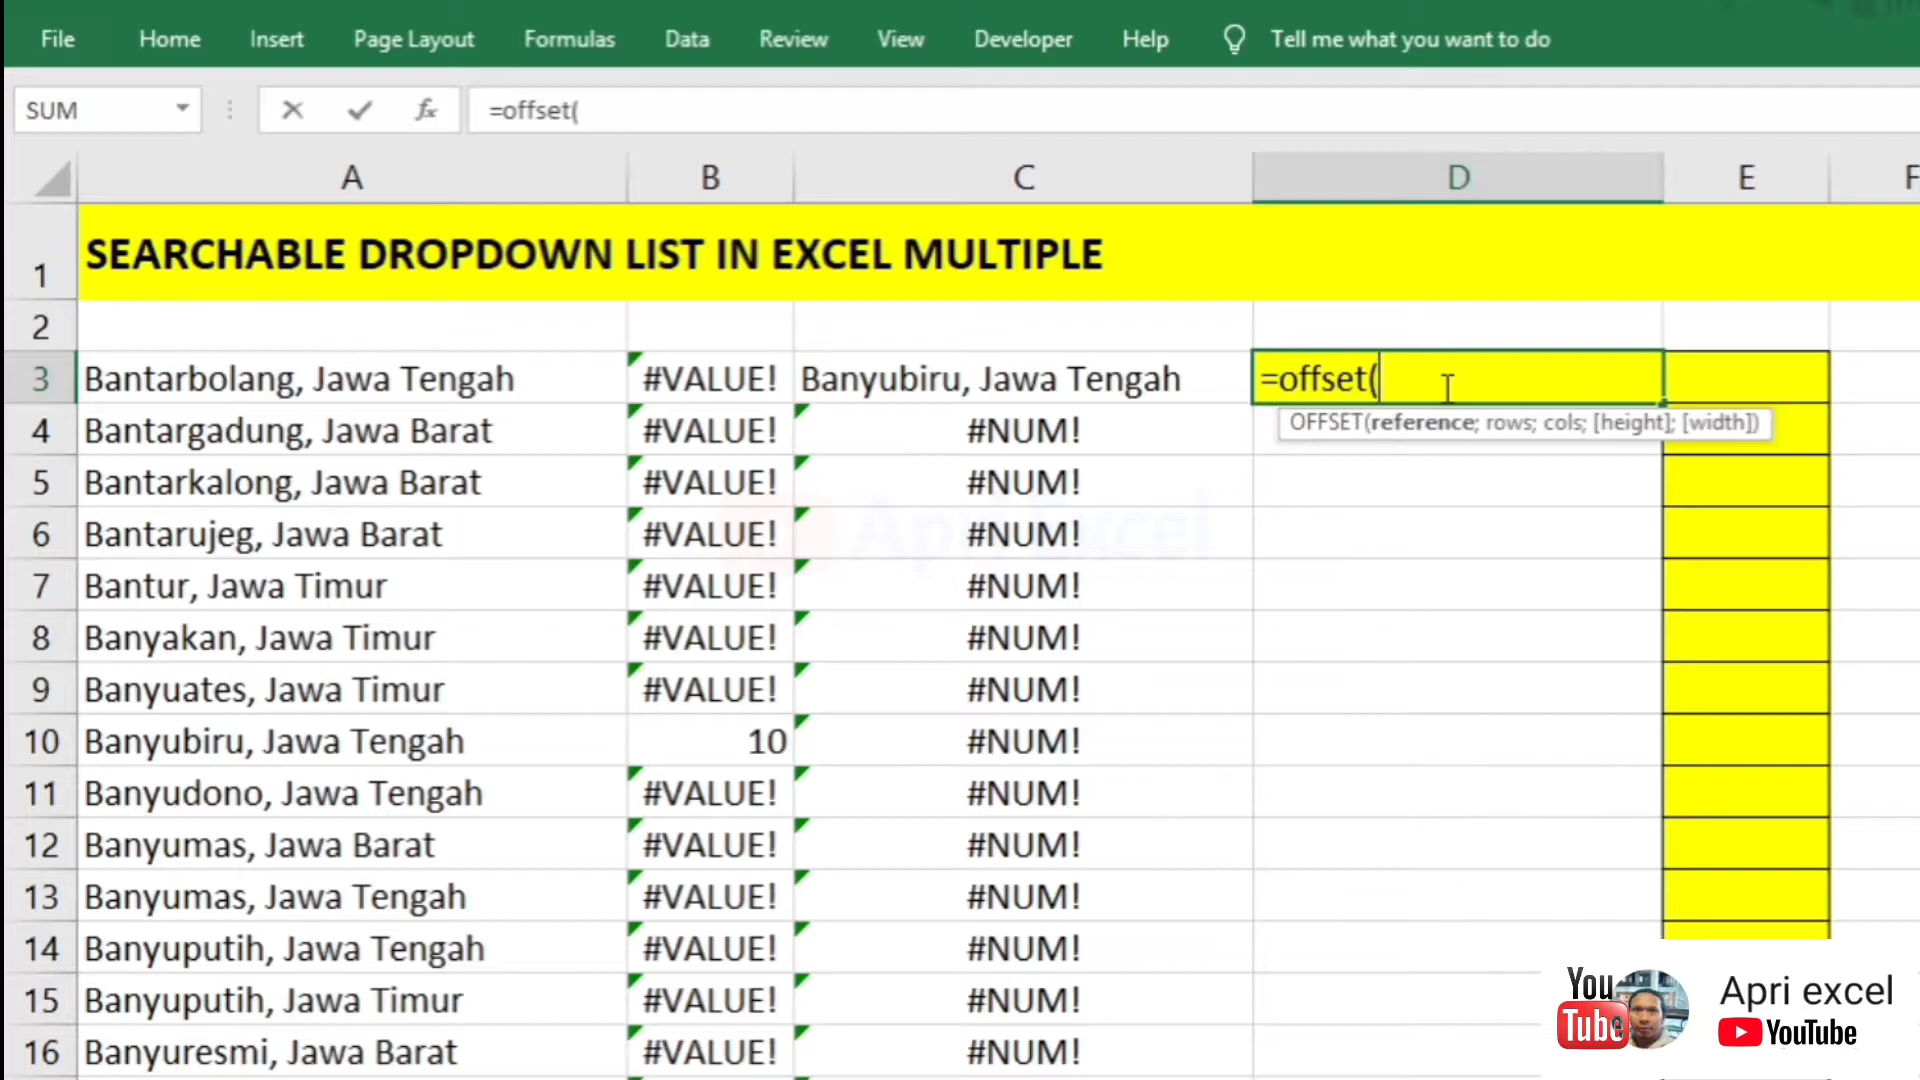 File Home Insert Page Layout Formulas Data Review View Developer Help Tell me what you want to do
SUM fx =offset(
A B C D E F
1 SEARCHABLE DROPDOWN LIST IN EXCEL MULTIPLE
2
3 Bantarbolang, Jawa Tengah #VALUE! Banyubiru, Jawa Tengah =offset(
OFFSET(reference; rows; cols; [height]; [width])
4 Bantargadung, Jawa Barat #VALUE! #NUM!
5 Bantarkalong, Jawa Barat #VALUE! #NUM!
6 Bantarujeg, Jawa Barat #VALUE! #NUM!
Apri Excel
7 Bantur, Jawa Timur #VALUE! #NUM!
8 Banyakan, Jawa Timur #VALUE! #NUM!
9 Banyuates, Jawa Timur #VALUE! #NUM!
10 Banyubiru, Jawa Tengah 10 #NUM!
11 Banyudono, Jawa Tengah #VALUE! #NUM!
12 Banyumas, Jawa Barat #VALUE! #NUM!
13 Banyumas, Jawa Tengah #VALUE! #NUM!
14 Banyuputih, Jawa Tengah #VALUE! #NUM!
15 Banyuputih, Jawa Timur #VALUE! #NUM!
16 Banyuresmi, Jawa Barat #VALUE! #NUM!
You
Tube
Apri excel
YouTube